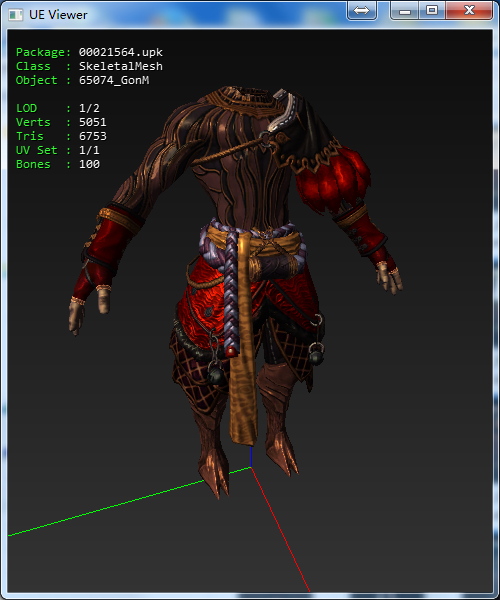 UE Viewer
Package: 00021564.upk
Class : SkeletalMesh
Object : 65074_GonM
LOD : 1/2
Verts : 5051
Tris : 6753
UV Set : 1/1
Bones : 100